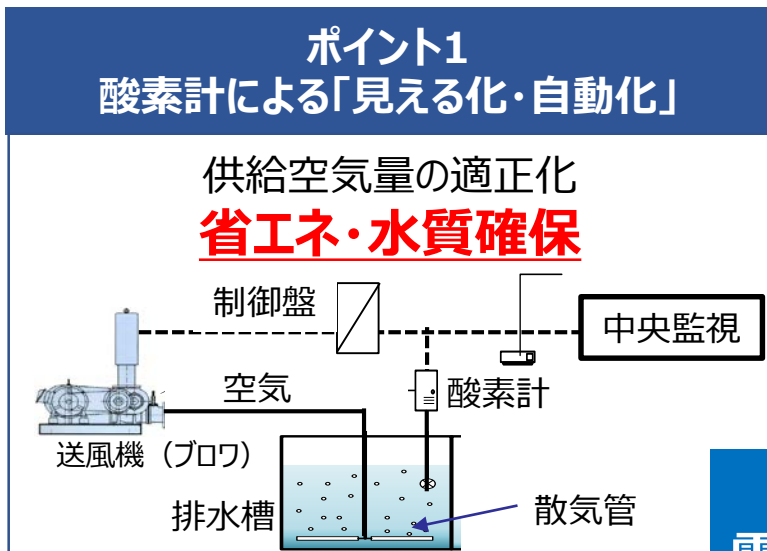 ポイント1
酸素計による「見える化・自動化」
供給空気量の適正化
省エネ・水質確保
制御盤
中央監視
空気
酸素計
送風機（ブロワ）
排水槽
散気管